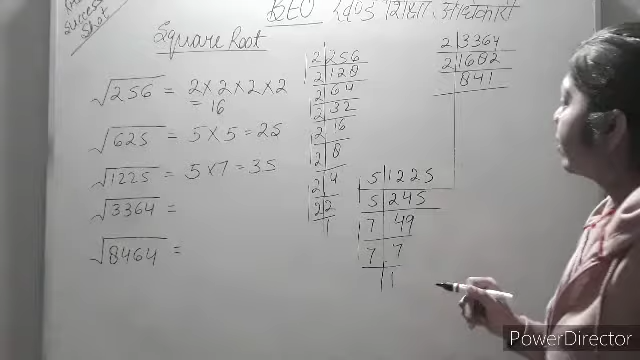 Success
Shot
BEO खण्ड शिक्षा अधिकारी
Square Root
√256 = 2×2×2×2
= 16
√625 = 5×5=25
√1225 = 5×7=35
√3364 =
√8464 =
2 256
2 128
2 64
2 32
2 16
2 8
2 4
2 2
1
5 1225
5 245
7 49
7 7
1
2 3364
2 1682
841
PowerDirector